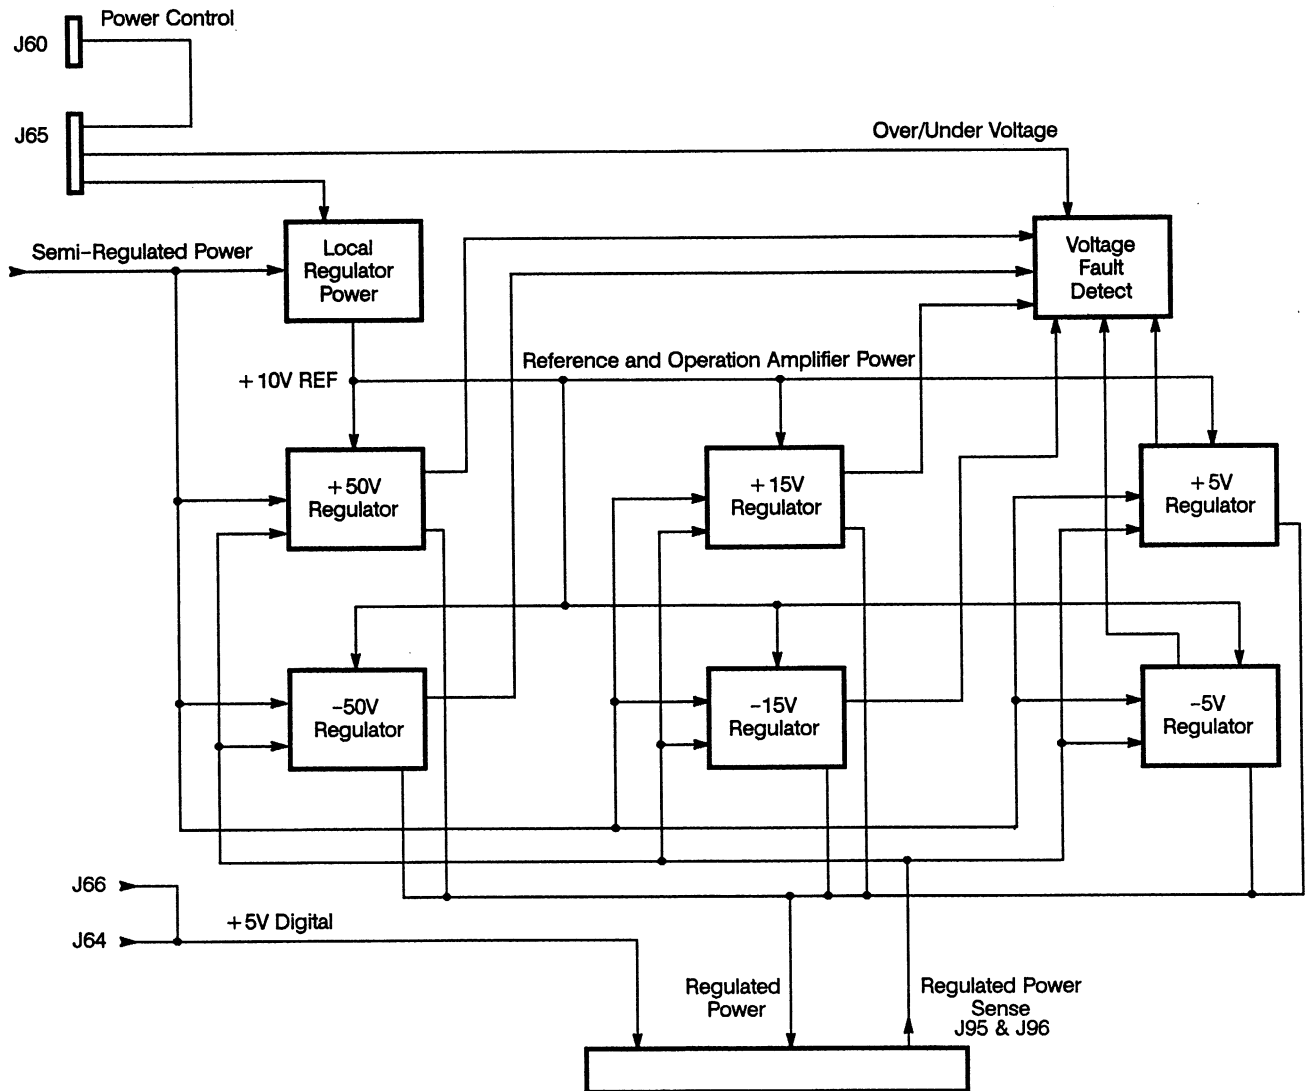 Power Control
J60
J65
Over/Under Voltage
Semi-Regulated Power
Local
Regulator
Power
Voltage
Fault
Detect
Reference and Operation Amplifier Power
+10V REF
+50V
Regulator
+15V
Regulator
+5V
Regulator
-50V
Regulator
-15V
Regulator
-5V
Regulator
J66
+5V Digital
J64
Regulated
Power
Regulated Power
Sense
J95 & J96